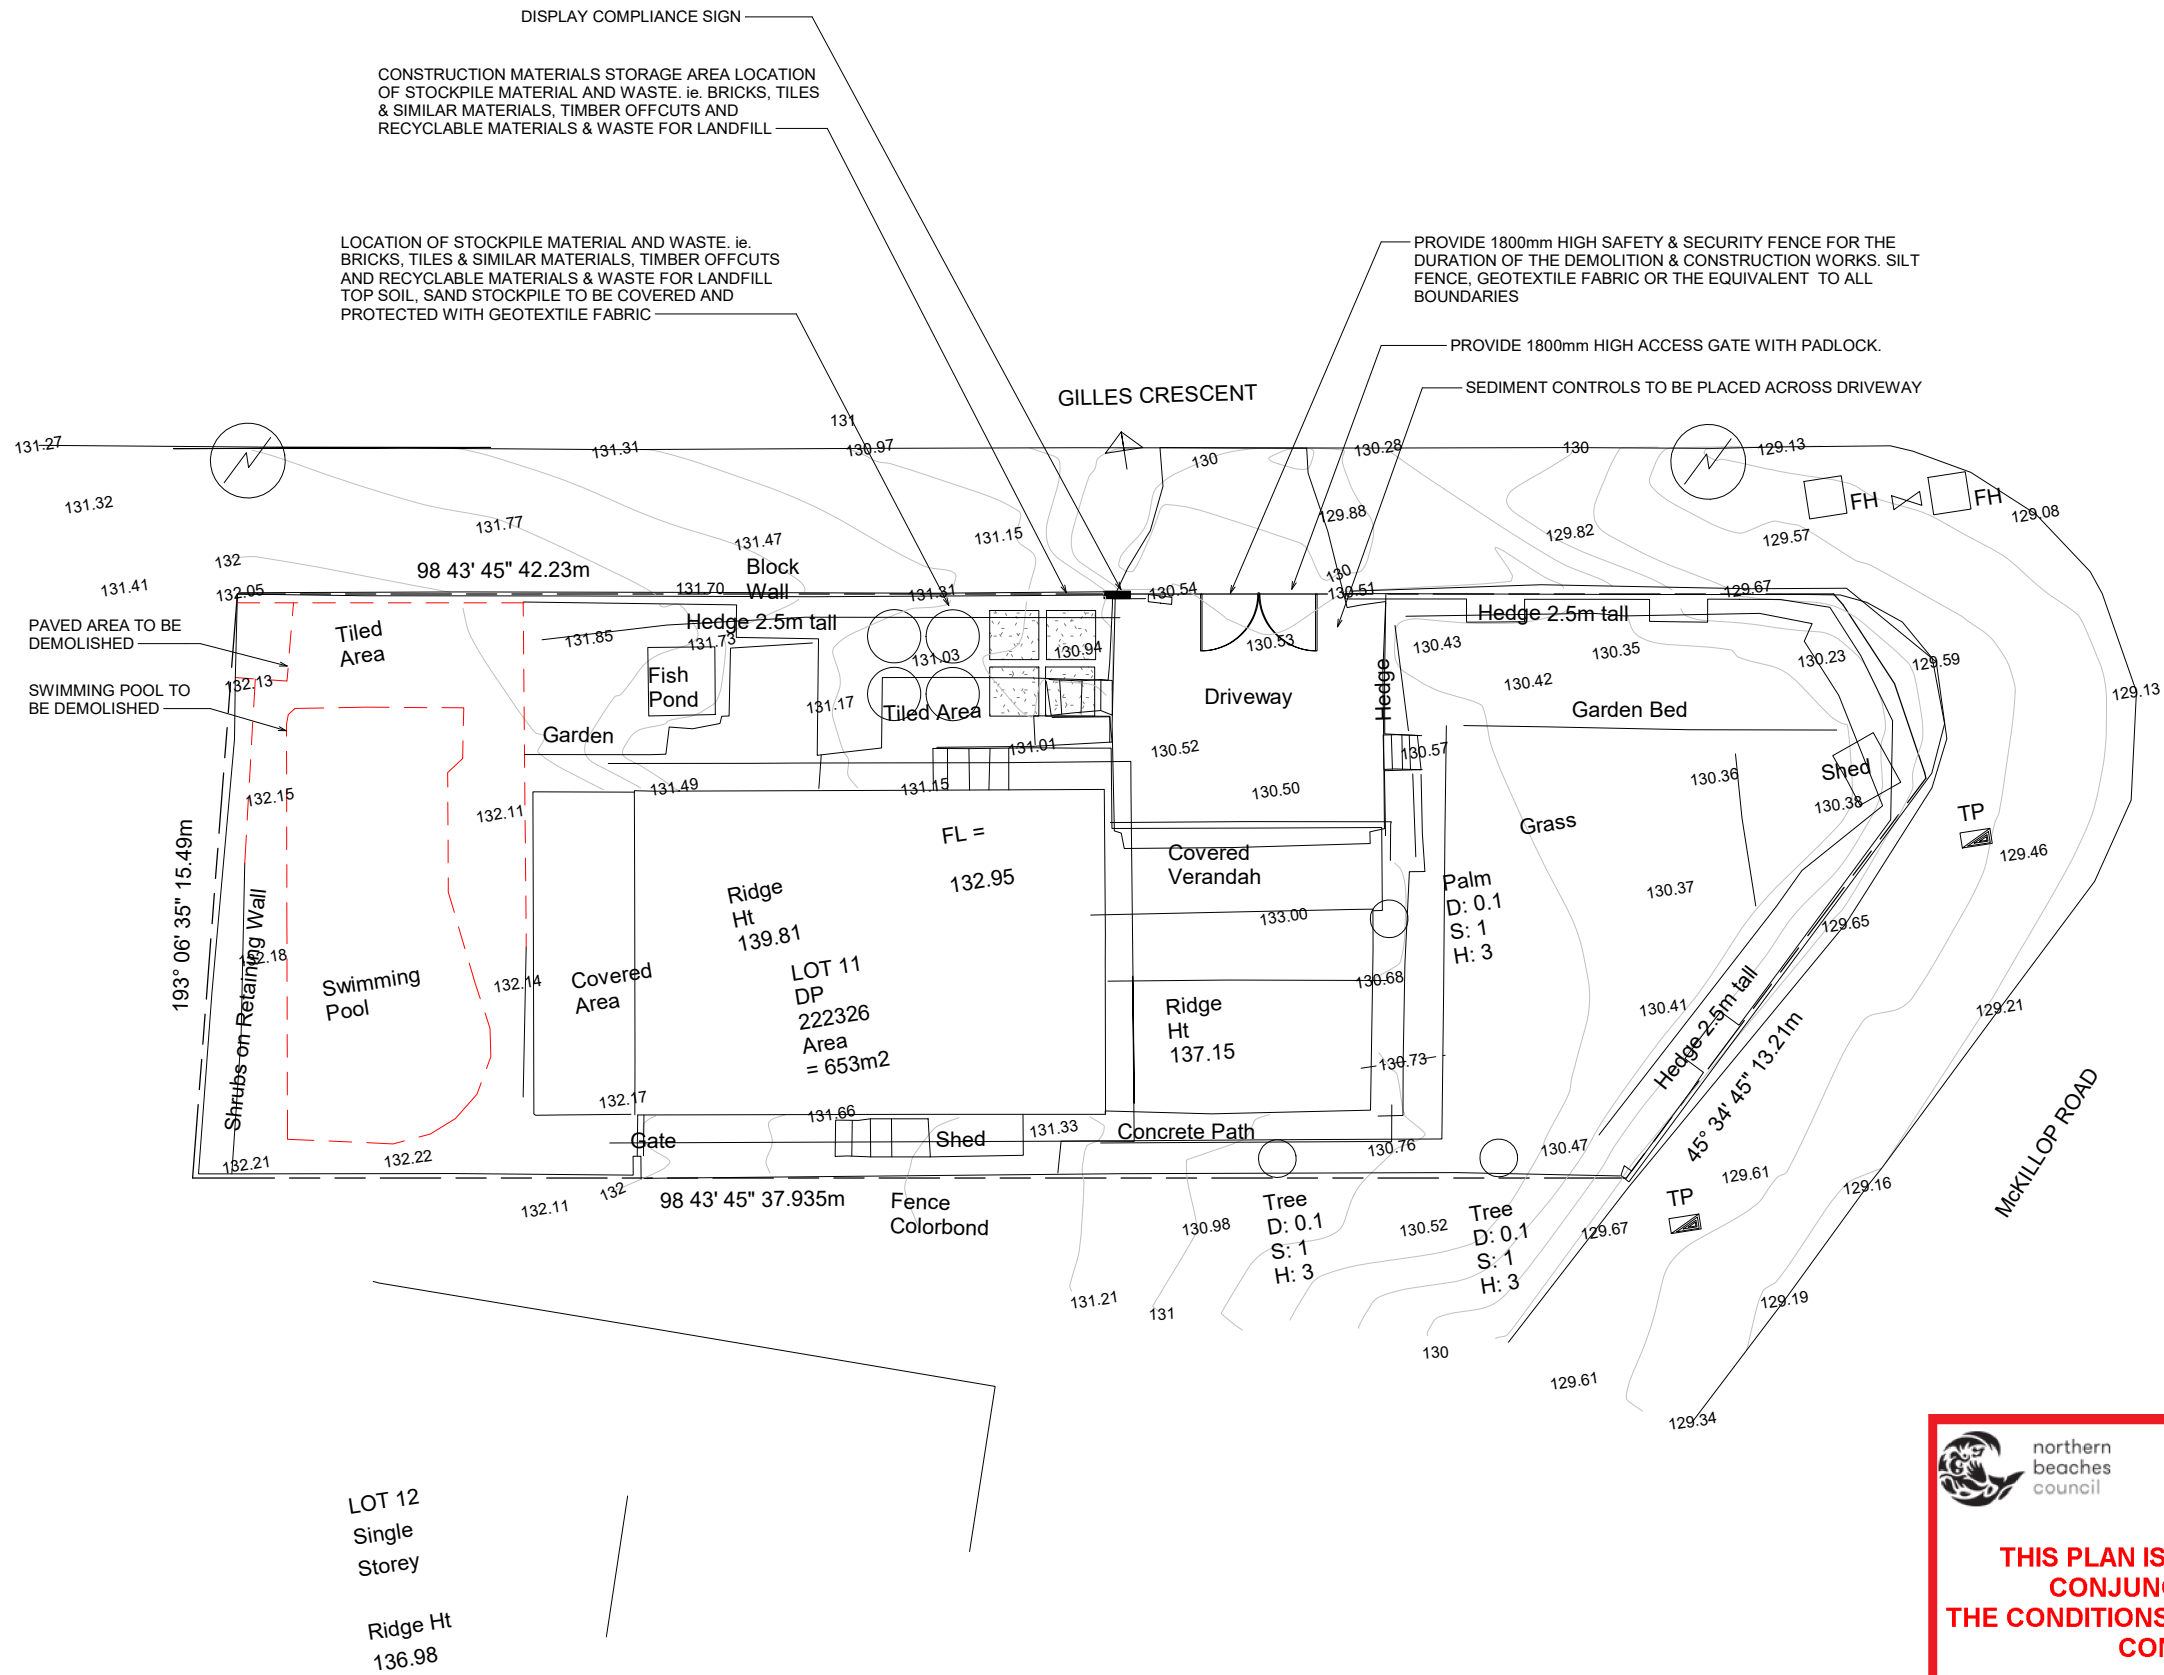 DISPLAY COMPLIANCE SIGN
CONSTRUCTION MATERIALS STORAGE AREA LOCATION
OF STOCKPILE MATERIAL AND WASTE. ie. BRICKS, TILES
& SIMILAR MATERIALS, TIMBER OFFCUTS AND
RECYCLABLE MATERIALS & WASTE FOR LANDFILL
LOCATION OF STOCKPILE MATERIAL AND WASTE. ie.
BRICKS, TILES & SIMILAR MATERIALS, TIMBER OFFCUTS
AND RECYCLABLE MATERIALS & WASTE FOR LANDFILL
TOP SOIL, SAND STOCKPILE TO BE COVERED AND
PROTECTED WITH GEOTEXTILE FABRIC
PROVIDE 1800mm HIGH SAFETY & SECURITY FENCE FOR THE
DURATION OF THE DEMOLITION & CONSTRUCTION WORKS. SILT
FENCE, GEOTEXTILE FABRIC OR THE EQUIVALENT TO ALL
BOUNDARIES
PROVIDE 1800mm HIGH ACCESS GATE WITH PADLOCK.
SEDIMENT CONTROLS TO BE PLACED ACROSS DRIVEWAY
GILLES CRESCENT
131
131.27
131.31
130.97
130
130.28
130
129.13
131.32
131.77
131.47
131.15
129.88
129.82
129.57
FH
FH
129.08
132
98 43' 45" 42.23m
Block
Wall
131.41
132.05
131.70
131.31
130.54
130
130.51
129.67
PAVED AREA TO BE
DEMOLISHED
Tiled
Area
131.85
Hedge 2.5m tall
131.73
131.03
130.94
130.53
130.43
Hedge 2.5m tall
130.35
130.23
129.59
132.13
SWIMMING POOL TO
BE DEMOLISHED
Fish
Pond
131.17
Tiled Area
Driveway
Hedge
130.42
Garden Bed
129.13
Garden
131.01
130.52
130.57
132.15
132.11
131.49
131.15
130.50
130.36
Shed
130.38
TP
129.46
FL =
132.95
Grass
Covered
Verandah
193° 06' 35" 15.49m
Shrubs on Retaining Wall
Ridge
Ht
139.81
133.00
Palm
D: 0.1
S: 1
H: 3
130.37
129.65
132.18
Swimming
Pool
132.14
Covered
Area
LOT 11
DP
222326
Area
= 653m2
130.68
Ridge
Ht
137.15
130.41
Hedge 2.5m tall
129.21
130.73
45° 34' 45" 13.21m
McKILLOP ROAD
132.17
131.66
Gate
Shed
131.33
Concrete Path
130.76
130.47
132.21
132.22
132.11
132
98 43' 45" 37.935m
Fence
Colorbond
130.98
Tree
D: 0.1
S: 1
H: 3
130.52
Tree
D: 0.1
S: 1
H: 3
129.67
TP
129.61
129.16
131.21
131
130
129.19
129.61
129.34
LOT 12
Single
Storey
Ridge Ht
136.98
northern
beaches
council
THIS PLAN IS
CONJUN
THE CONDITIONS
CON